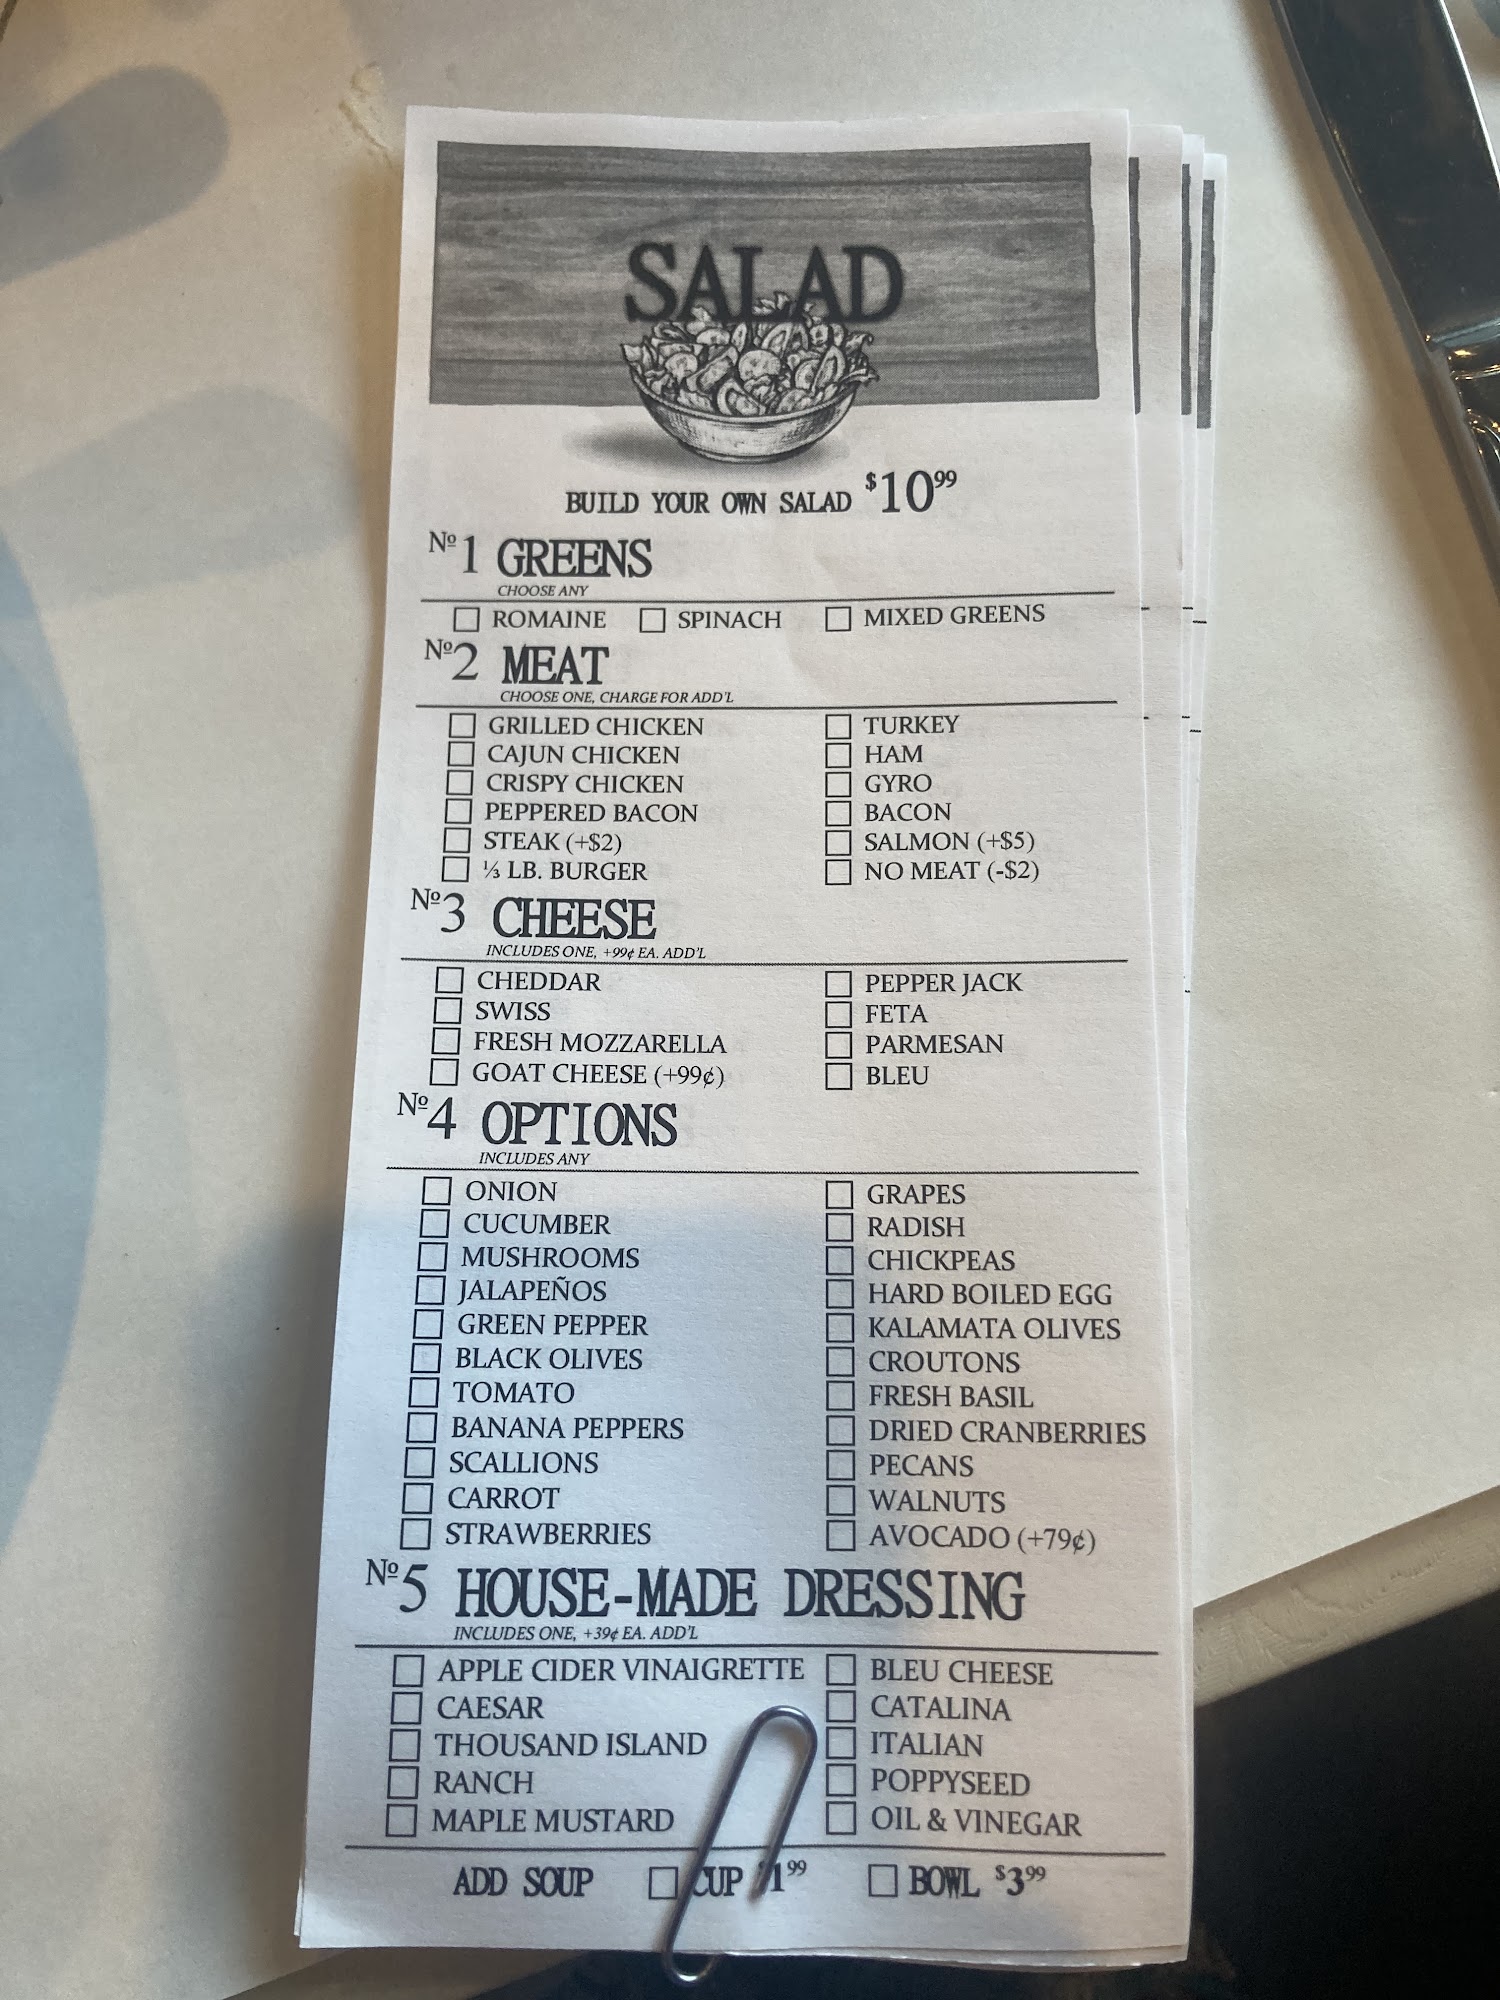 SALAD
BUILD YOUR OWN SALAD $10.99
Nº1 GREENS
CHOOSE ANY
ROMAINE SPINACH MIXED GREENS
Nº2 MEAT
CHOOSE ONE, CHARGE FOR ADD'L
GRILLED CHICKEN TURKEY
CAJUN CHICKEN HAM
CRISPY CHICKEN GYRO
PEPPERED BACON BACON
STEAK (+$2) SALMON (+$5)
⅓ LB. BURGER NO MEAT (-$2)
Nº3 CHEESE
INCLUDES ONE, +99¢ EA. ADD'L
CHEDDAR PEPPER JACK
SWISS FETA
FRESH MOZZARELLA PARMESAN
GOAT CHEESE (+99¢) BLEU
Nº4 OPTIONS
INCLUDES ANY
ONION GRAPES
CUCUMBER RADISH
MUSHROOMS CHICKPEAS
JALAPEÑOS HARD BOILED EGG
GREEN PEPPER KALAMATA OLIVES
BLACK OLIVES CROUTONS
TOMATO FRESH BASIL
BANANA PEPPERS DRIED CRANBERRIES
SCALLIONS PECANS
CARROT WALNUTS
STRAWBERRIES AVOCADO (+79¢)
Nº5 HOUSE-MADE DRESSING
INCLUDES ONE, +39¢ EA. ADD'L
APPLE CIDER VINAIGRETTE BLEU CHEESE
CAESAR CATALINA
THOUSAND ISLAND ITALIAN
RANCH POPPYSEED
MAPLE MUSTARD OIL & VINEGAR
ADD SOUP CUP $1.99 BOWL $3.99